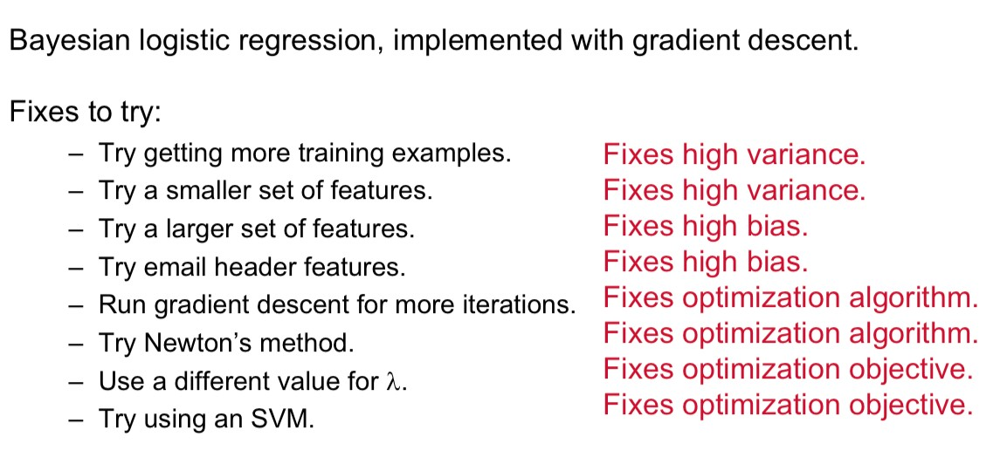 Bayesian logistic regression, implemented with gradient descent.
Fixes to try:
– Try getting more training examples. Fixes high variance.
– Try a smaller set of features. Fixes high variance.
– Try a larger set of features. Fixes high bias.
– Try email header features. Fixes high bias.
– Run gradient descent for more iterations. Fixes optimization algorithm.
– Try Newton’s method. Fixes optimization algorithm.
– Use a different value for λ. Fixes optimization objective.
– Try using an SVM. Fixes optimization objective.